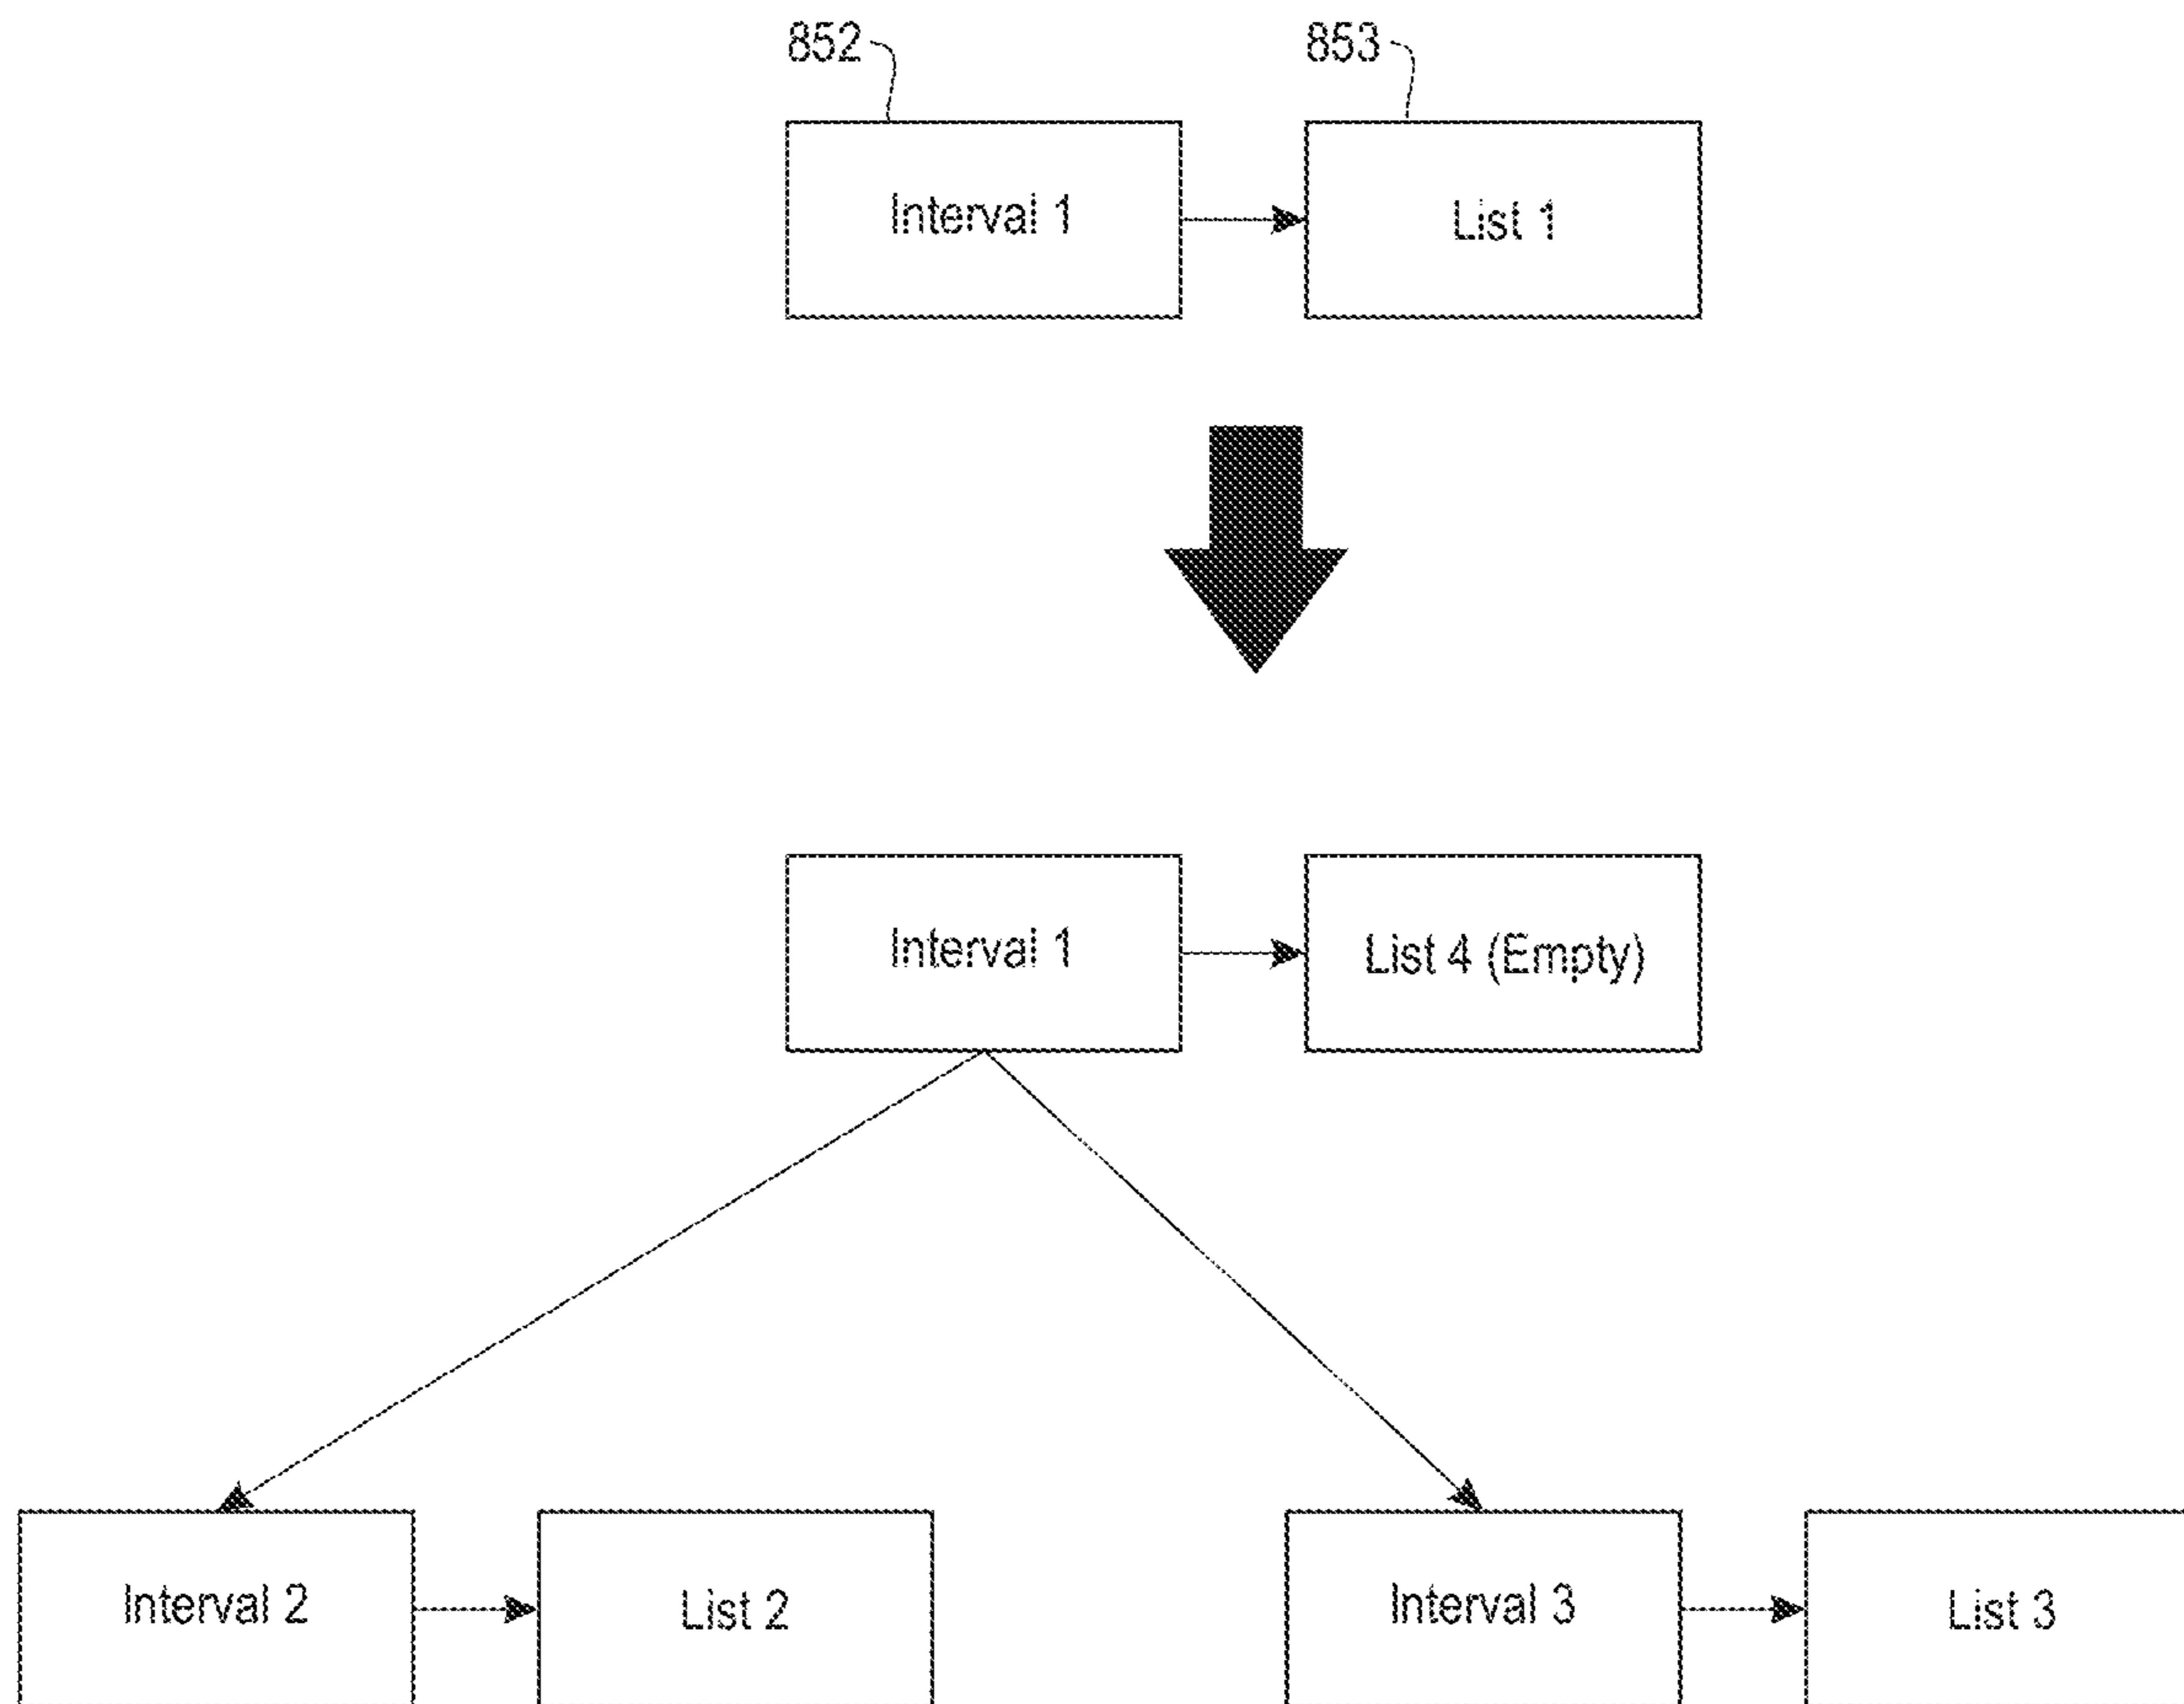 852 853
Interval 1 List 1
Interval 1 List 4 (Empty)
Interval 2 List 2 Interval 3 List 3